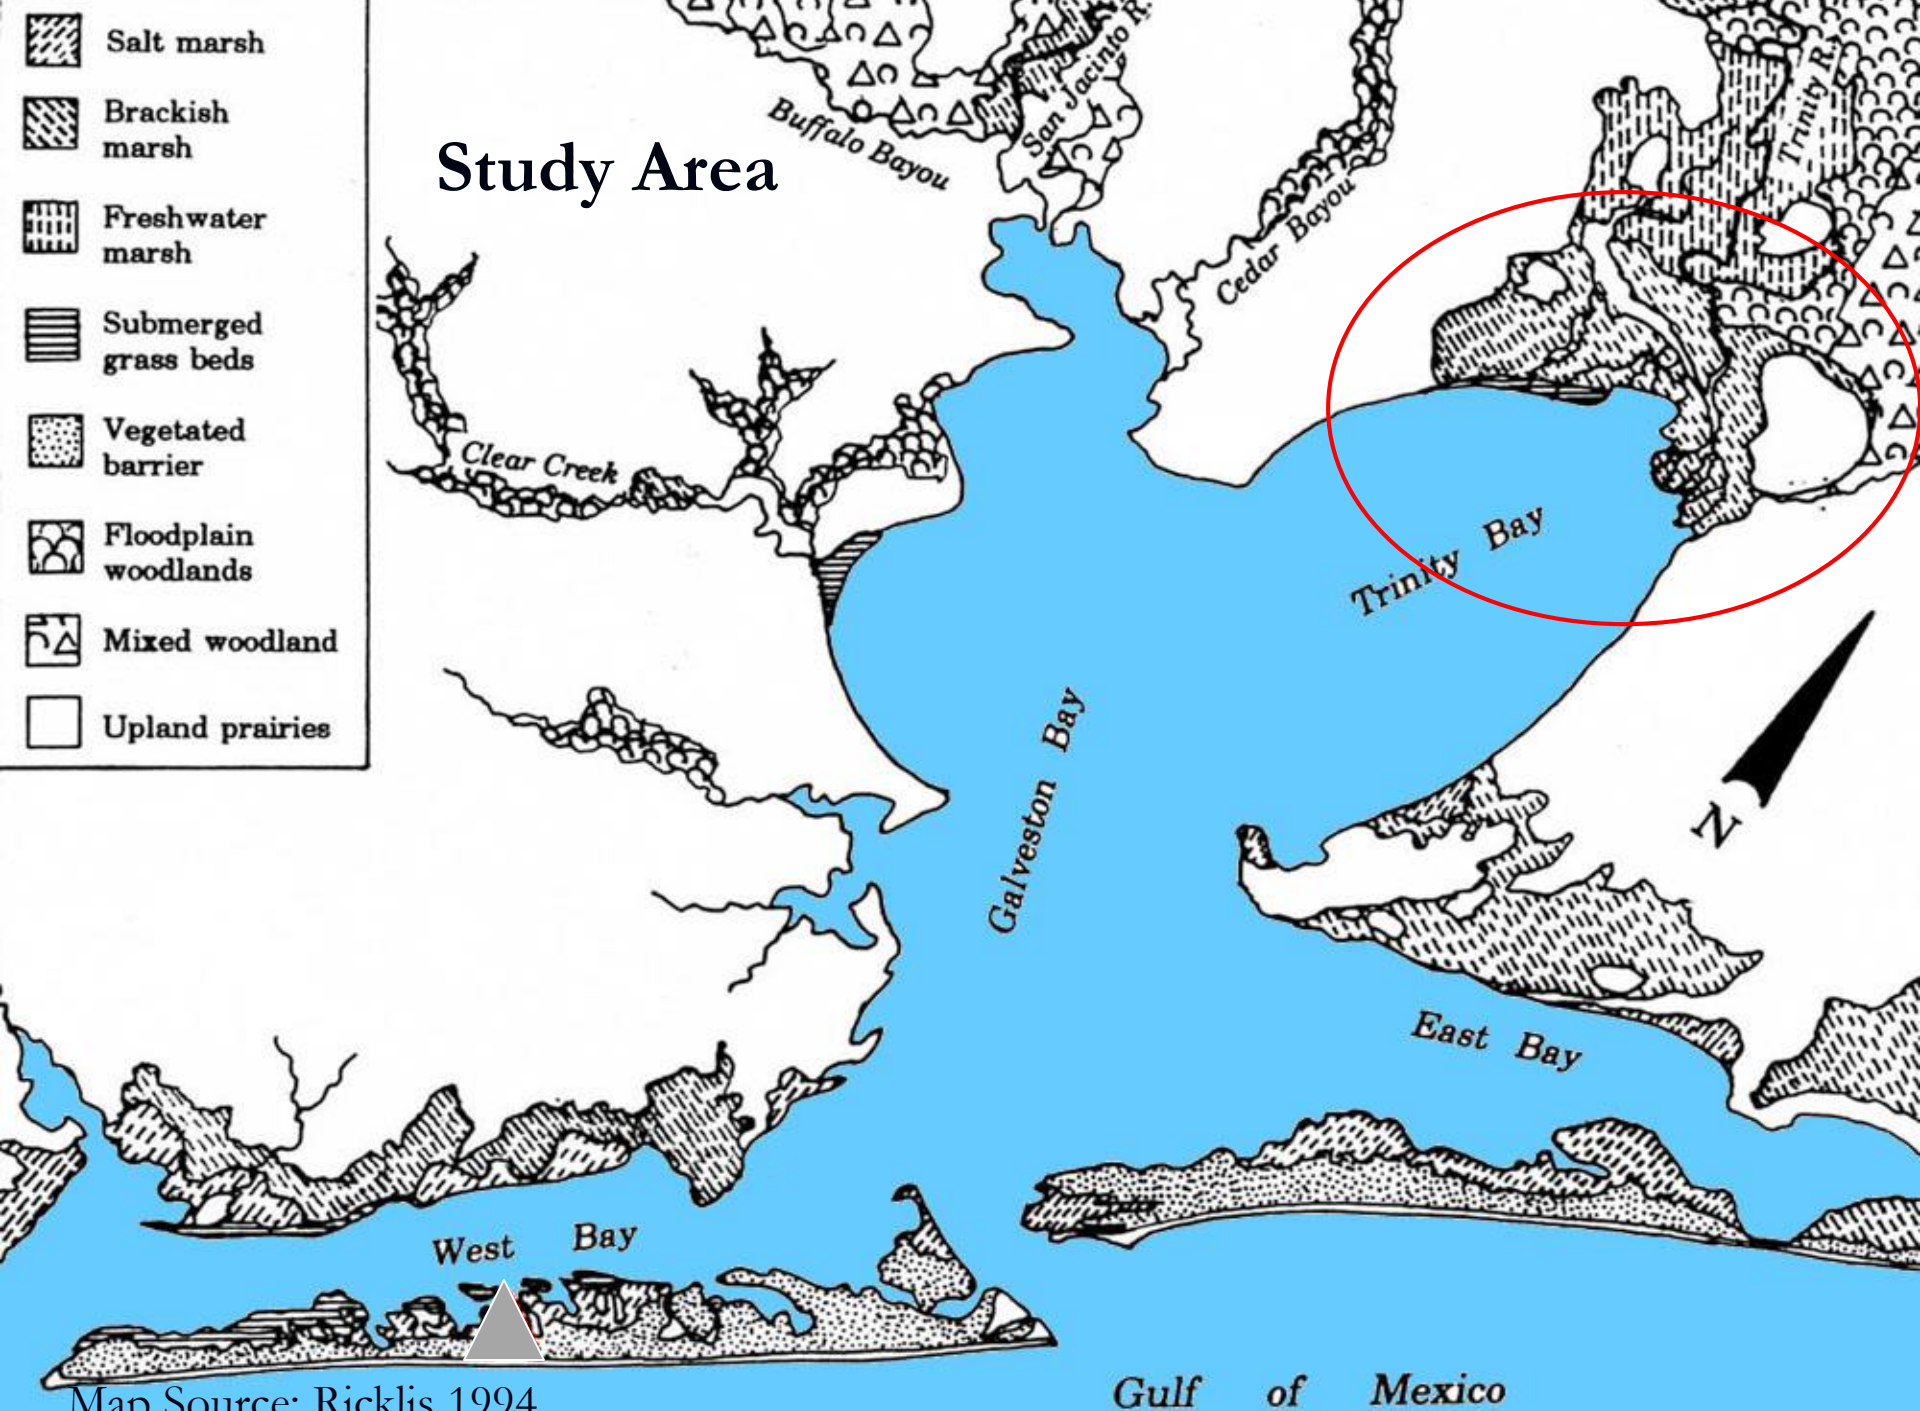 Salt marsh
Brackish
marsh
Freshwater
marsh
Submerged
grass beds
Vegetated
barrier
Floodplain
woodlands
Mixed woodland
Upland prairies
Study Area
Buffalo Bayou
San Jacinto R.
Cedar Bayou
Trinity R.
Clear Creek
Trinity Bay
Galveston Bay
N
East Bay
West Bay
Gulf of Mexico
Map Source: Ricklis 1994